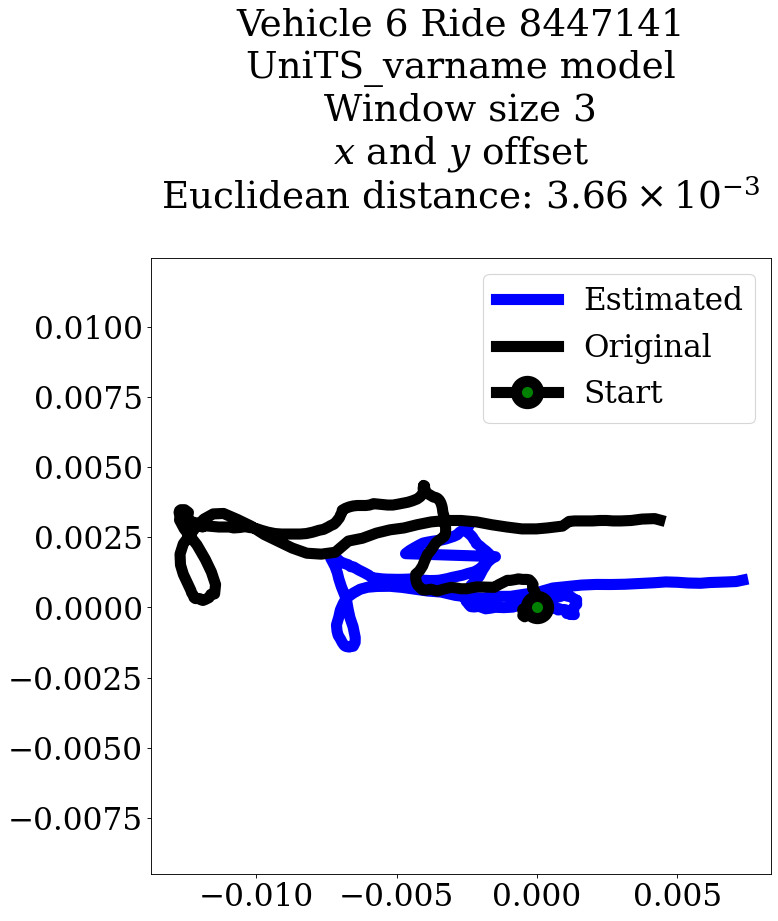 Vehicle 6 Ride 8447141
UniTS_varname model
Window size 3
x and y offset
Euclidean distance: 3.66 × 10⁻³
Estimated
Original
Start
0.0100
0.0075
0.0050
0.0025
0.0000
−0.0025
−0.0050
−0.0075
−0.010 −0.005 0.000 0.005